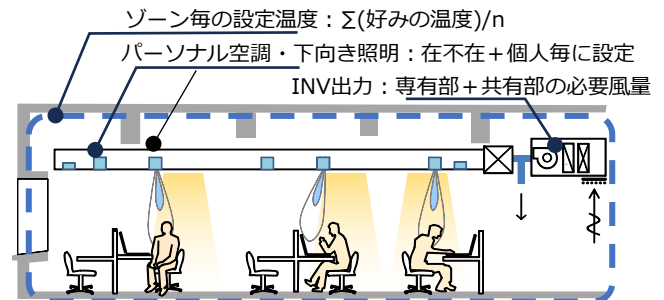 ゾーン毎の設定温度：Σ(好みの温度)/n
パーソナル空調・下向き照明：在不在＋個人毎に設定
INV出力：専有部＋共有部の必要風量